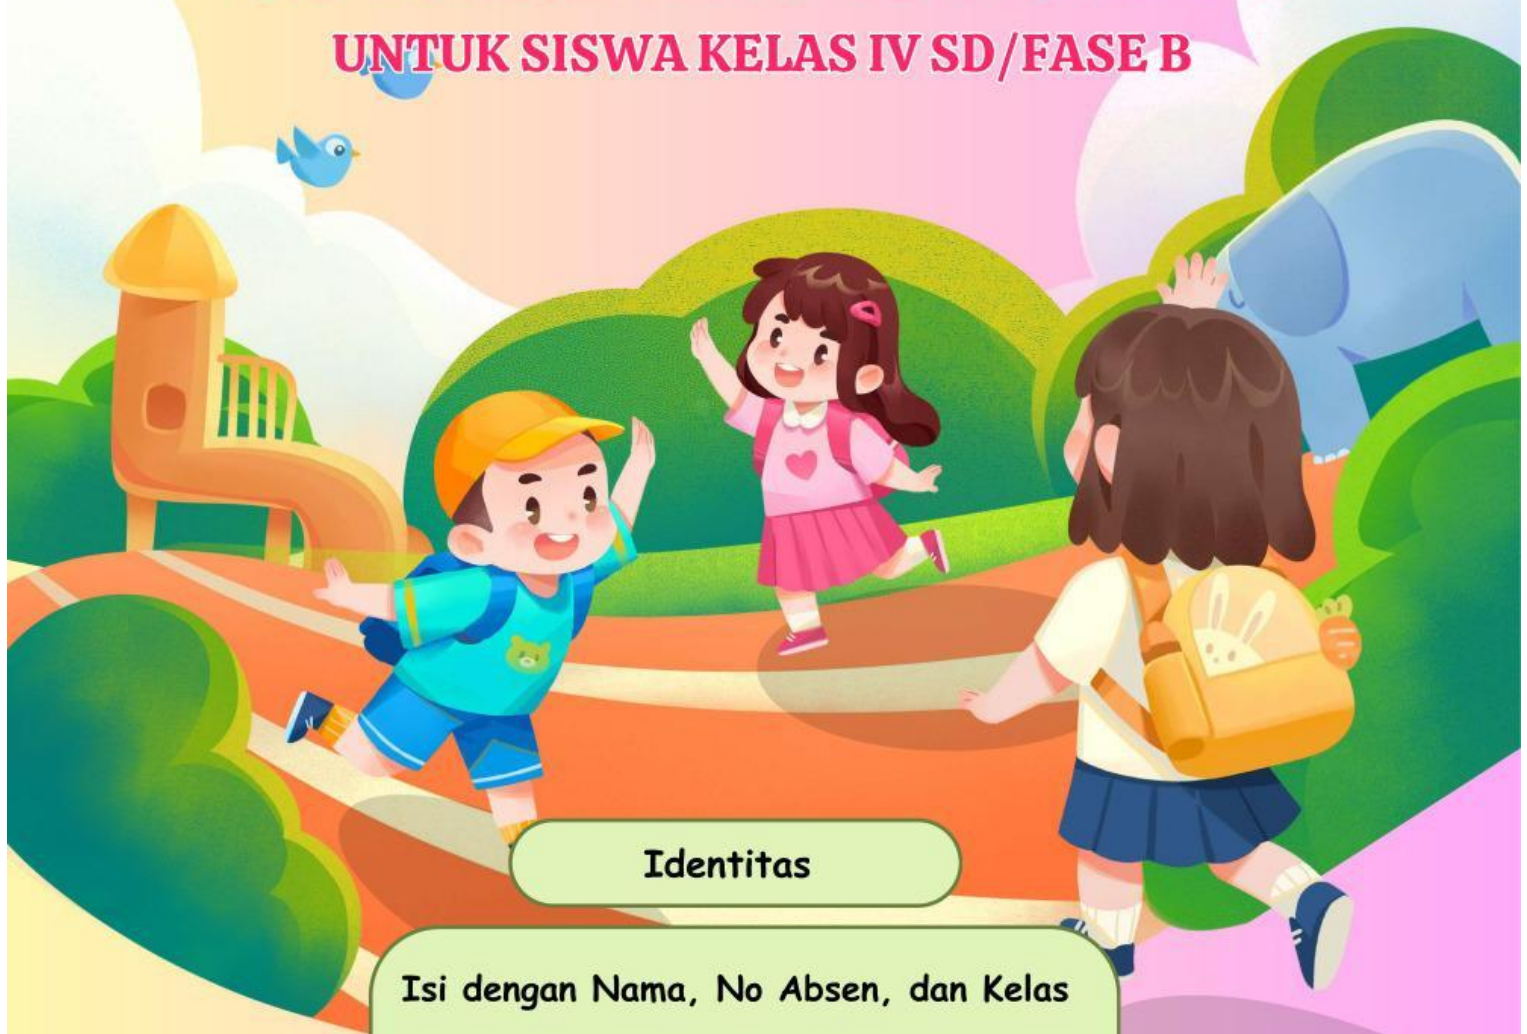 UNTUK SISWA KELAS IV SD/FASE B
Identitas
Isi dengan Nama, No Absen, dan Kelas